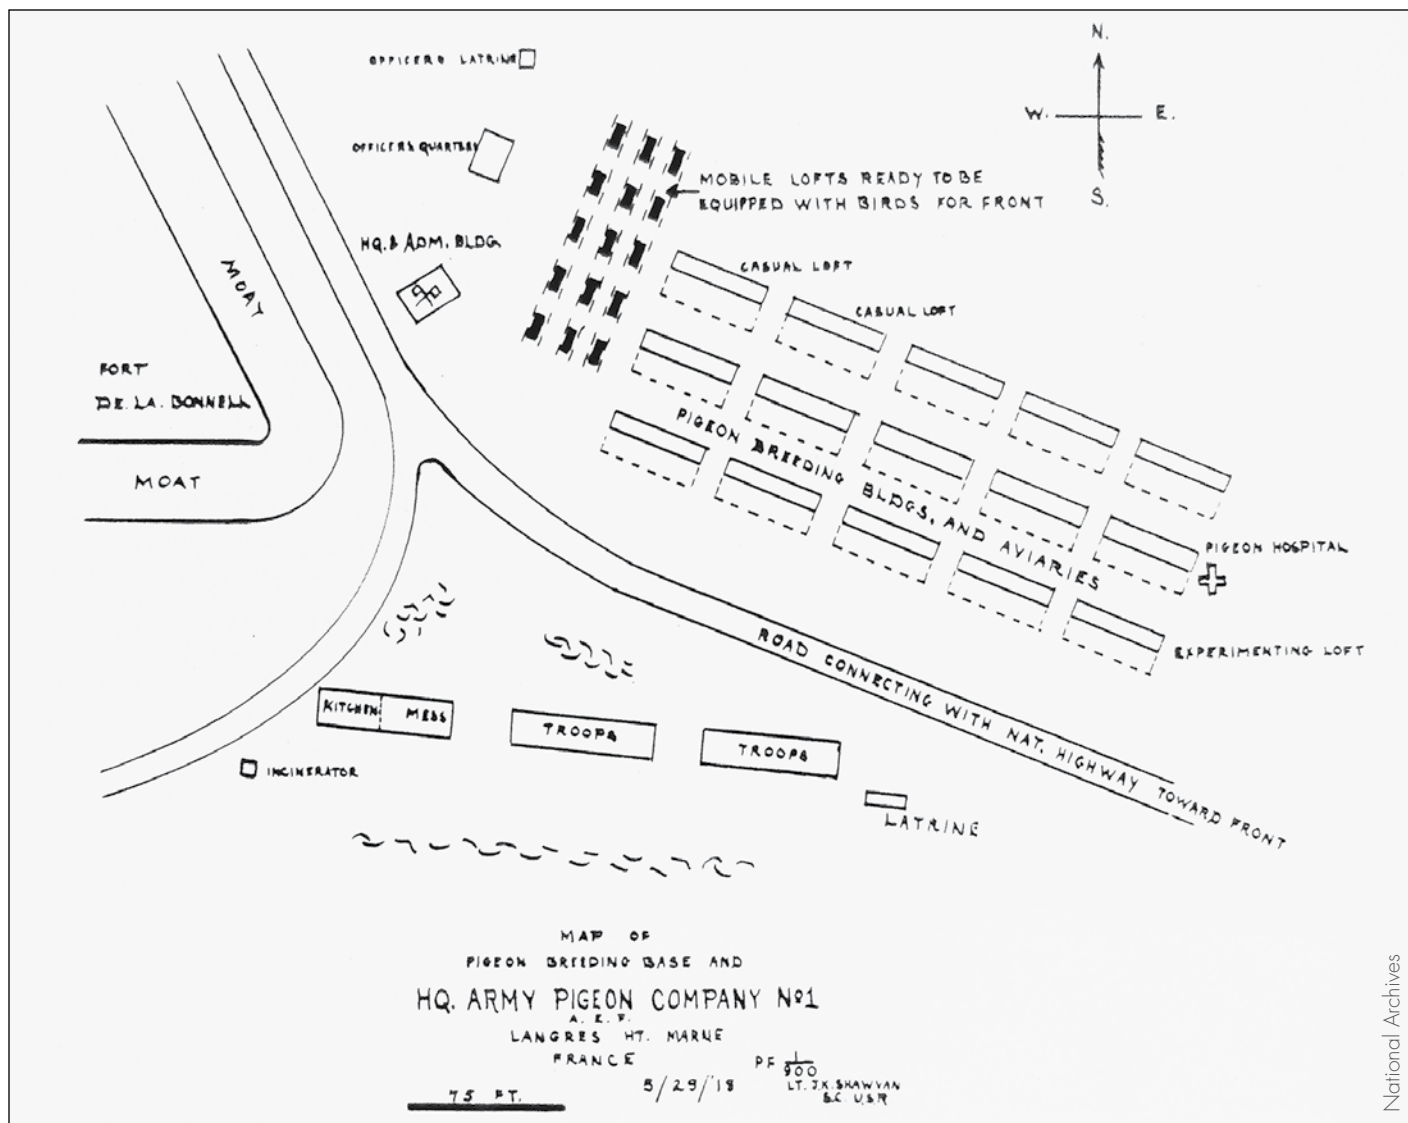 N.
W. E.
S.
OFFICERS LATRINE
OFFICERS QUARTERS
MOBILE LOFTS READY TO BE
EQUIPPED WITH BIRDS FOR FRONT
HQ. & ADM. BLDG.
CASUAL LOFT
CASUAL LOFT
MOAT
FORT
DE. LA. BONNELL
MOAT
PIGEON BREEDING BLDGS, AND AVIARIES
PIGEON HOSPITAL
EXPERIMENTING LOFT
ROAD CONNECTING WITH NAT. HIGHWAY TOWARD FRONT
KITCHEN MESS
TROOPS
TROOPS
INCINERATOR
LATRINE
MAP OF
PIGEON BREEDING BASE AND
HQ. ARMY PIGEON COMPANY Nº1
A. E. F.
LANGRES HT. MARNE
FRANCE
PF 1/900
5/29/'18
LT. J.K. SHAWVAN
S.C. U.S.R
75 FT.
National Archives